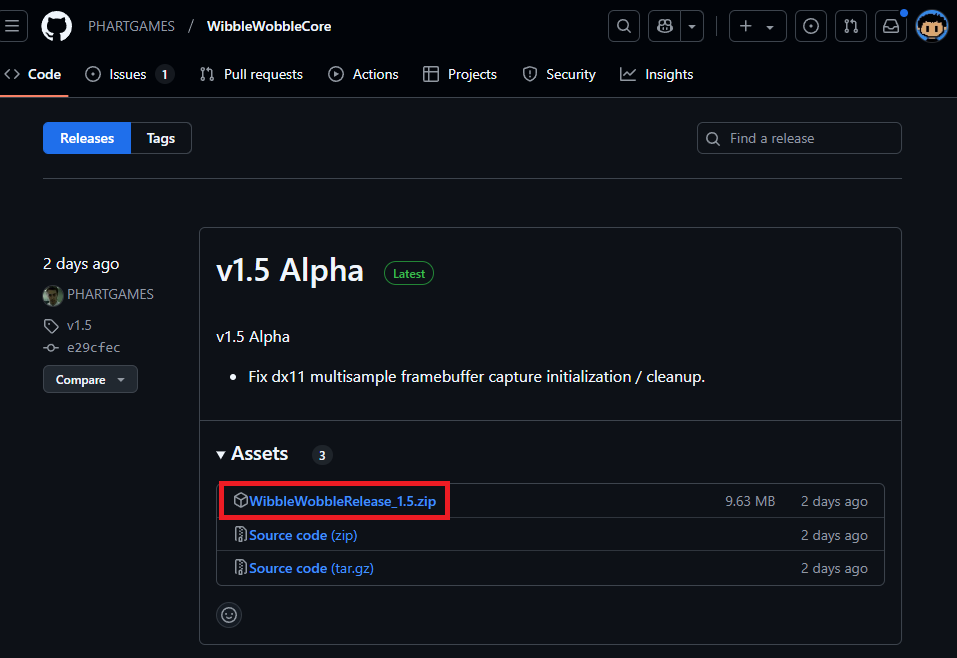 PHARTGAMES / WibbleWobbleCore
Code Issues 1 Pull requests Actions Projects Security Insights
Releases Tags Find a release
2 days ago
PHARTGAMES
v1.5
e29cfec
Compare
v1.5 Alpha Latest
v1.5 Alpha
• Fix dx11 multisample framebuffer capture initialization / cleanup.
Assets 3
WibbleWobbleRelease_1.5.zip 9.63 MB 2 days ago
Source code (zip) 2 days ago
Source code (tar.gz) 2 days ago